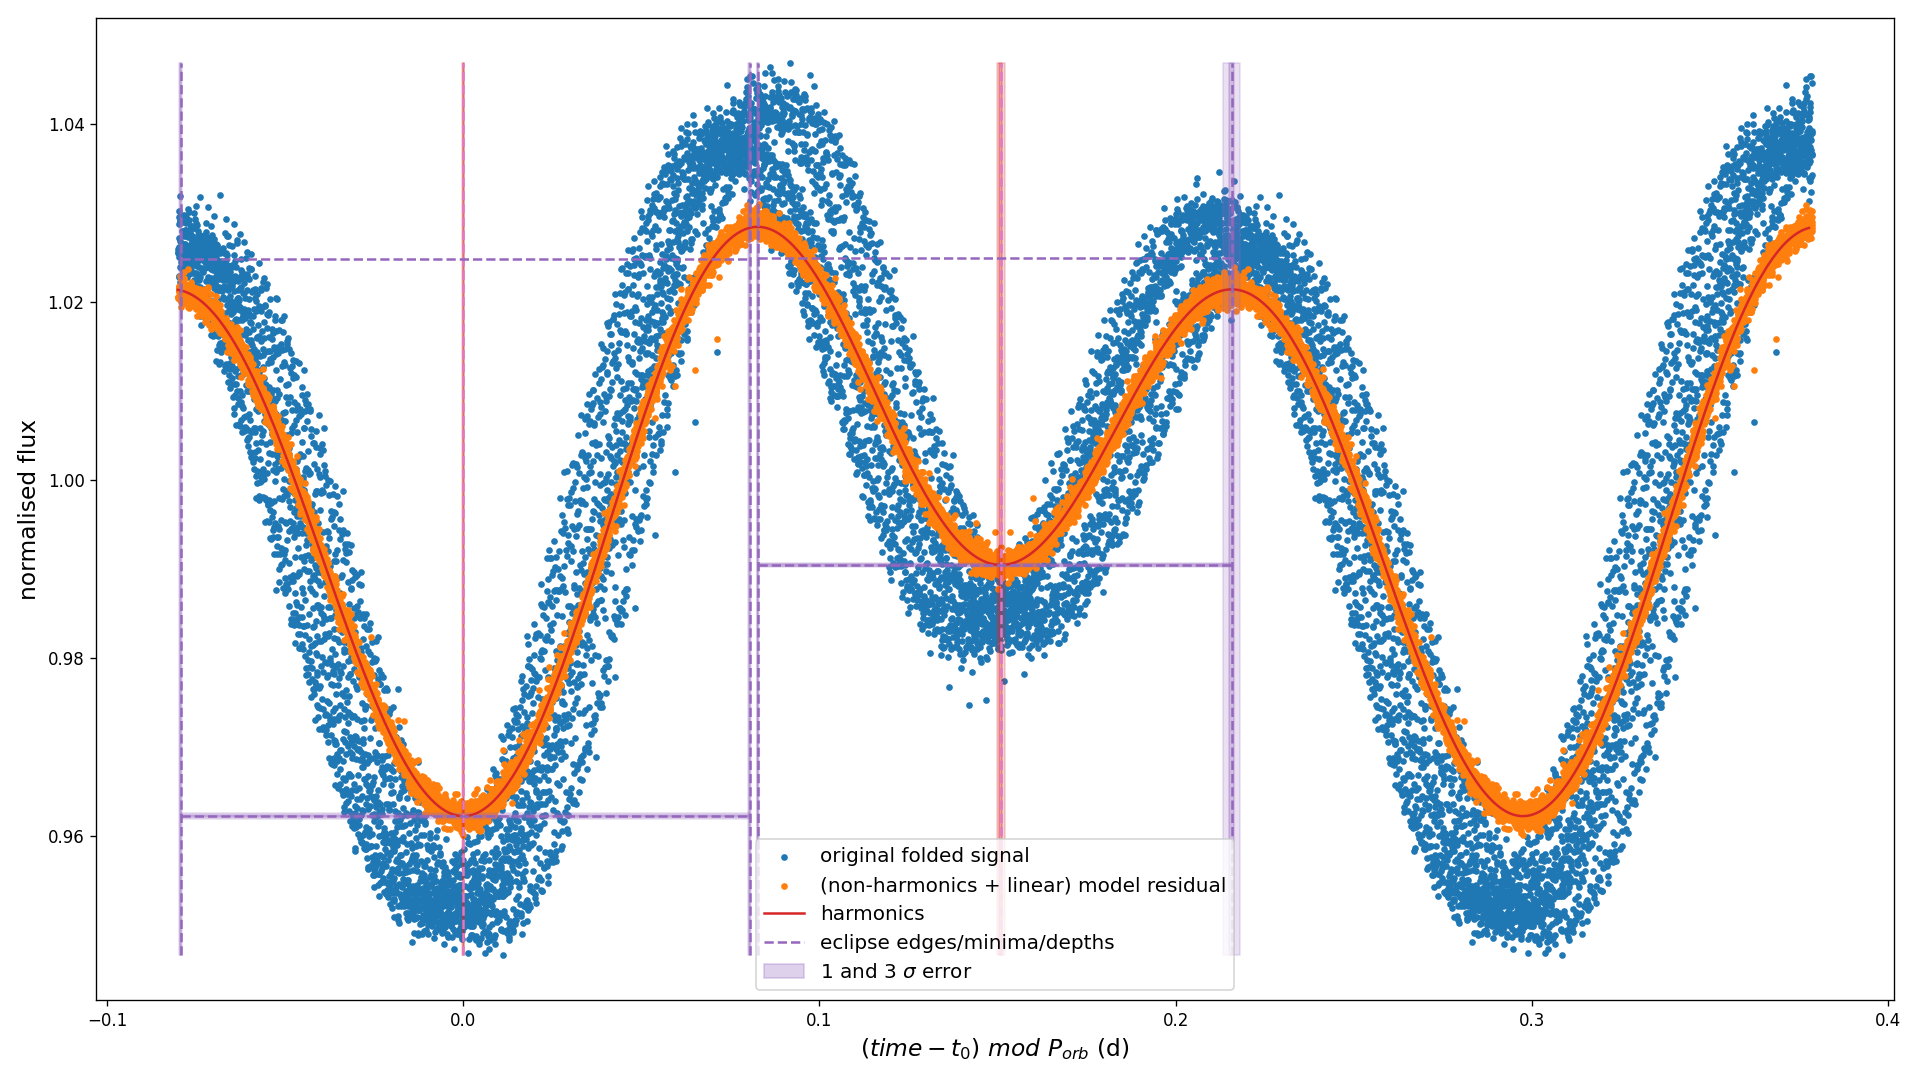 normalised flux
1.04
1.02
1.00
0.98
0.96
−0.1
0.0
0.1
0.2
0.3
0.4
(time − t₀) mod P_orb (d)
original folded signal
(non-harmonics + linear) model residual
harmonics
eclipse edges/minima/depths
1 and 3 σ error